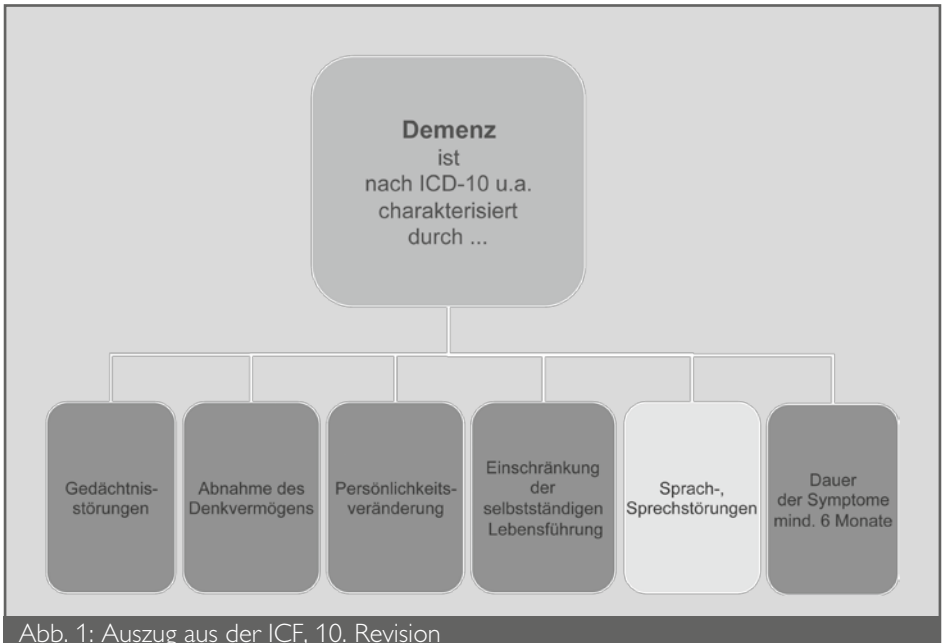 Demenz
ist
nach ICD-10 u.a.
charakterisiert
durch ...
Gedächtnis-
störungen
Abnahme des
Denkvermögens
Persönlichkeits-
veränderung
Einschränkung
der
selbstständigen
Lebensführung
Sprach-,
Sprechstörungen
Dauer
der Symptome
mind. 6 Monate
Abb. 1: Auszug aus der ICF, 10. Revision